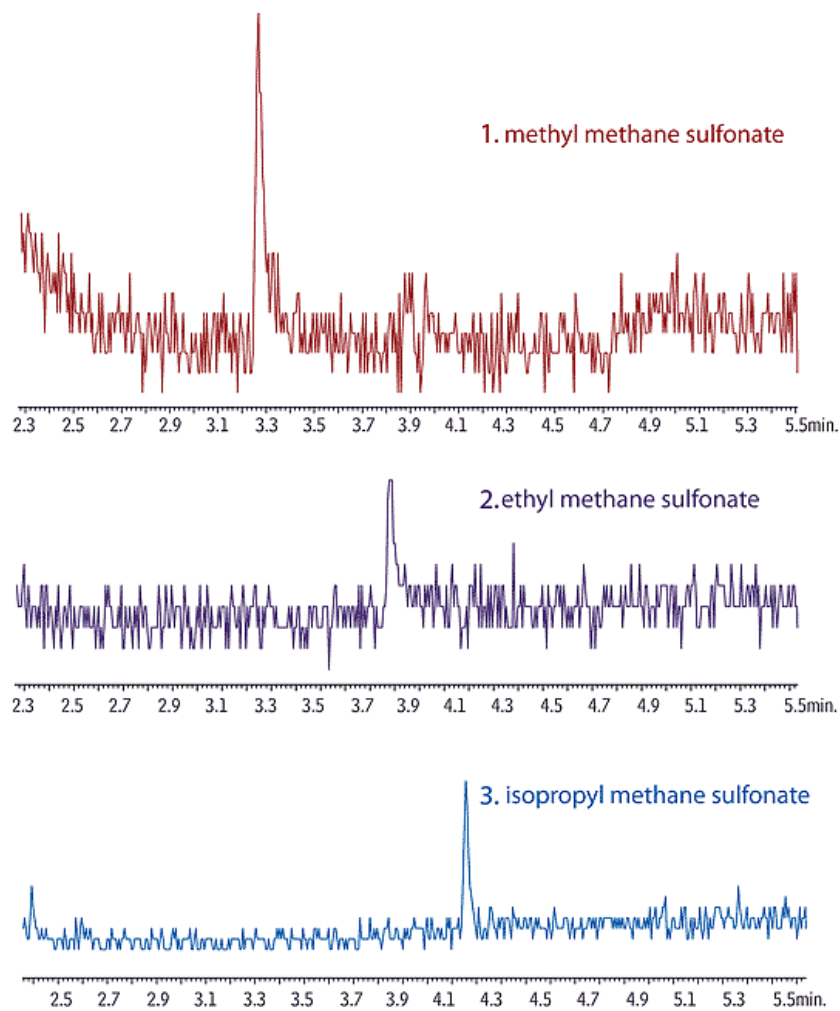 1. methyl methane sulfonate
2.3 2.5 2.7 2.9 3.1 3.3 3.5 3.7 3.9 4.1 4.3 4.5 4.7 4.9 5.1 5.3 5.5min.
2.ethyl methane sulfonate
2.3 2.5 2.7 2.9 3.1 3.3 3.5 3.7 3.9 4.1 4.3 4.5 4.7 4.9 5.1 5.3 5.5min.
3. isopropyl methane sulfonate
2.5 2.7 2.9 3.1 3.3 3.5 3.7 3.9 4.1 4.3 4.5 4.7 4.9 5.1 5.3 5.5min.